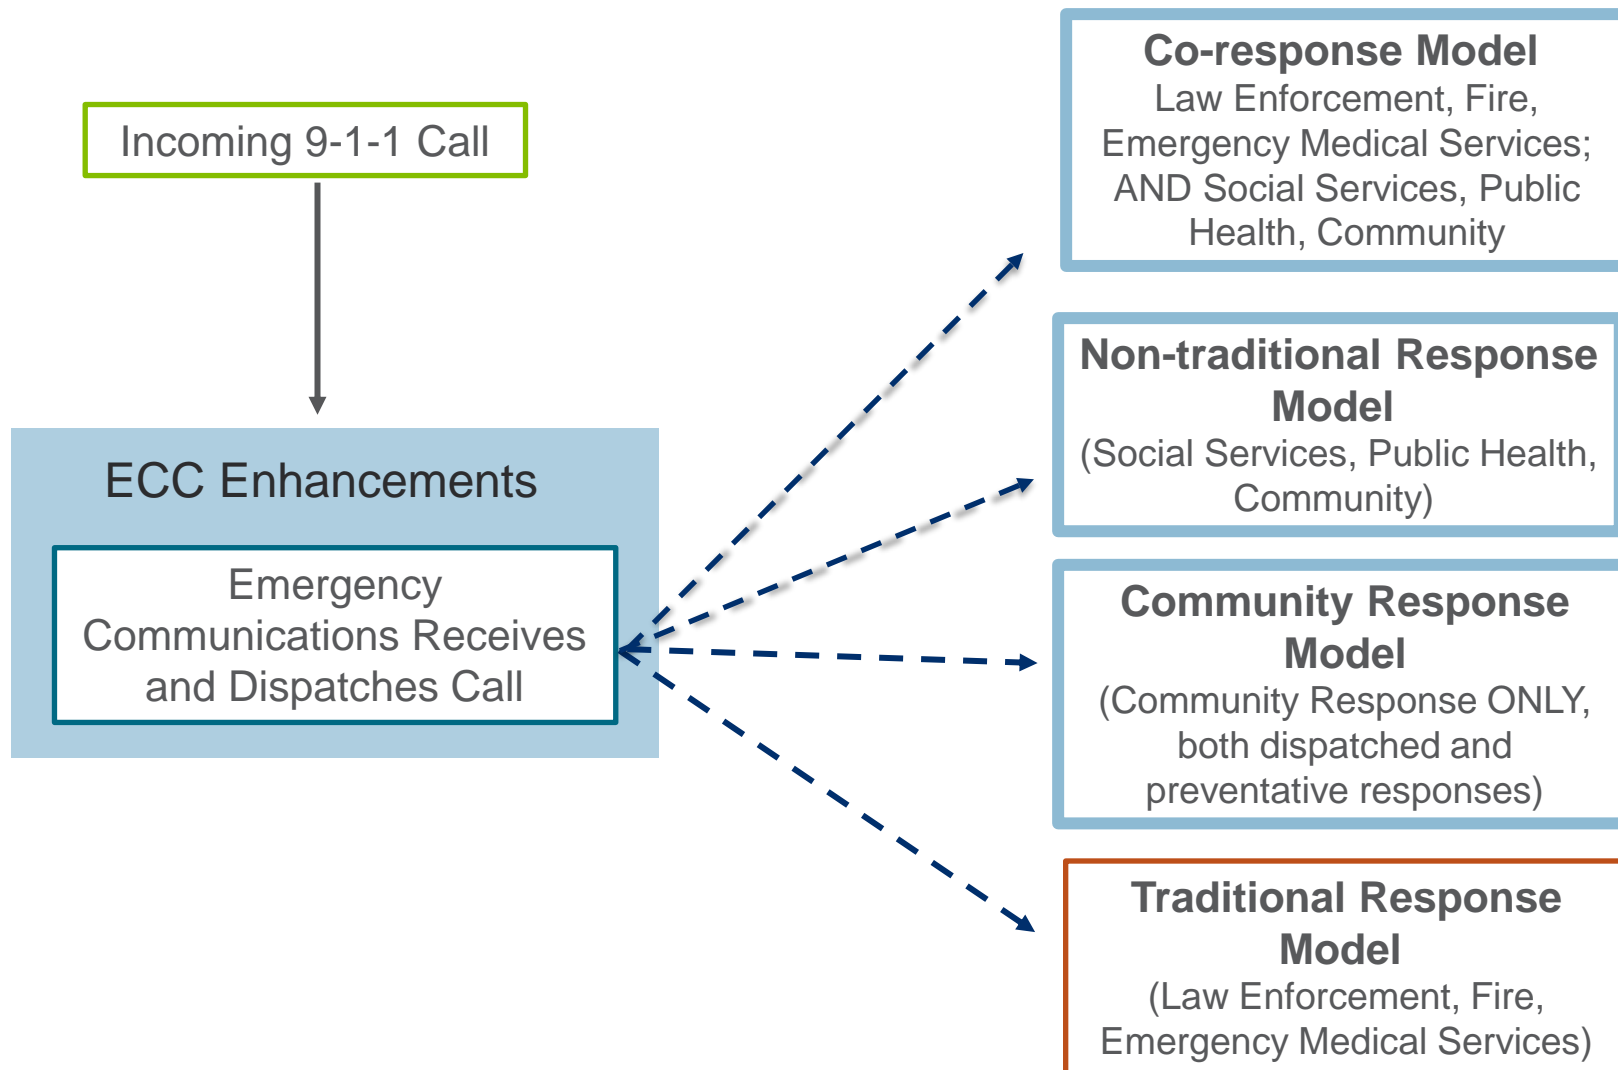 Incoming 9-1-1 Call
ECC Enhancements
Emergency
Communications Receives
and Dispatches Call
Co-response Model
Law Enforcement, Fire,
Emergency Medical Services;
AND Social Services, Public
Health, Community
Non-traditional Response
Model
(Social Services, Public Health,
Community)
Community Response
Model
(Community Response ONLY,
both dispatched and
preventative responses)
Traditional Response
Model
(Law Enforcement, Fire,
Emergency Medical Services)